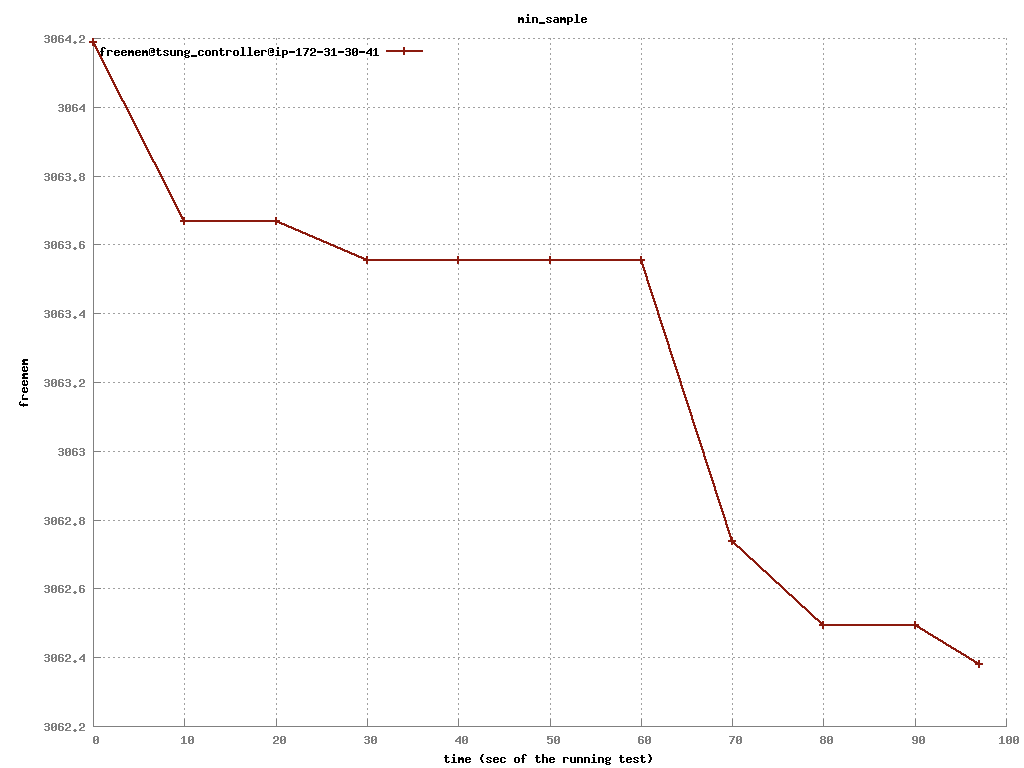 min_sample
3064.2
freemem@tsung_controller@ip-172-31-30-41
3064
3063.8
3063.6
3063.4
3063.2
3063
3062.8
3062.6
3062.4
3062.2
freemem
0 10 20 30 40 50 60 70 80 90 100
time (sec of the running test)